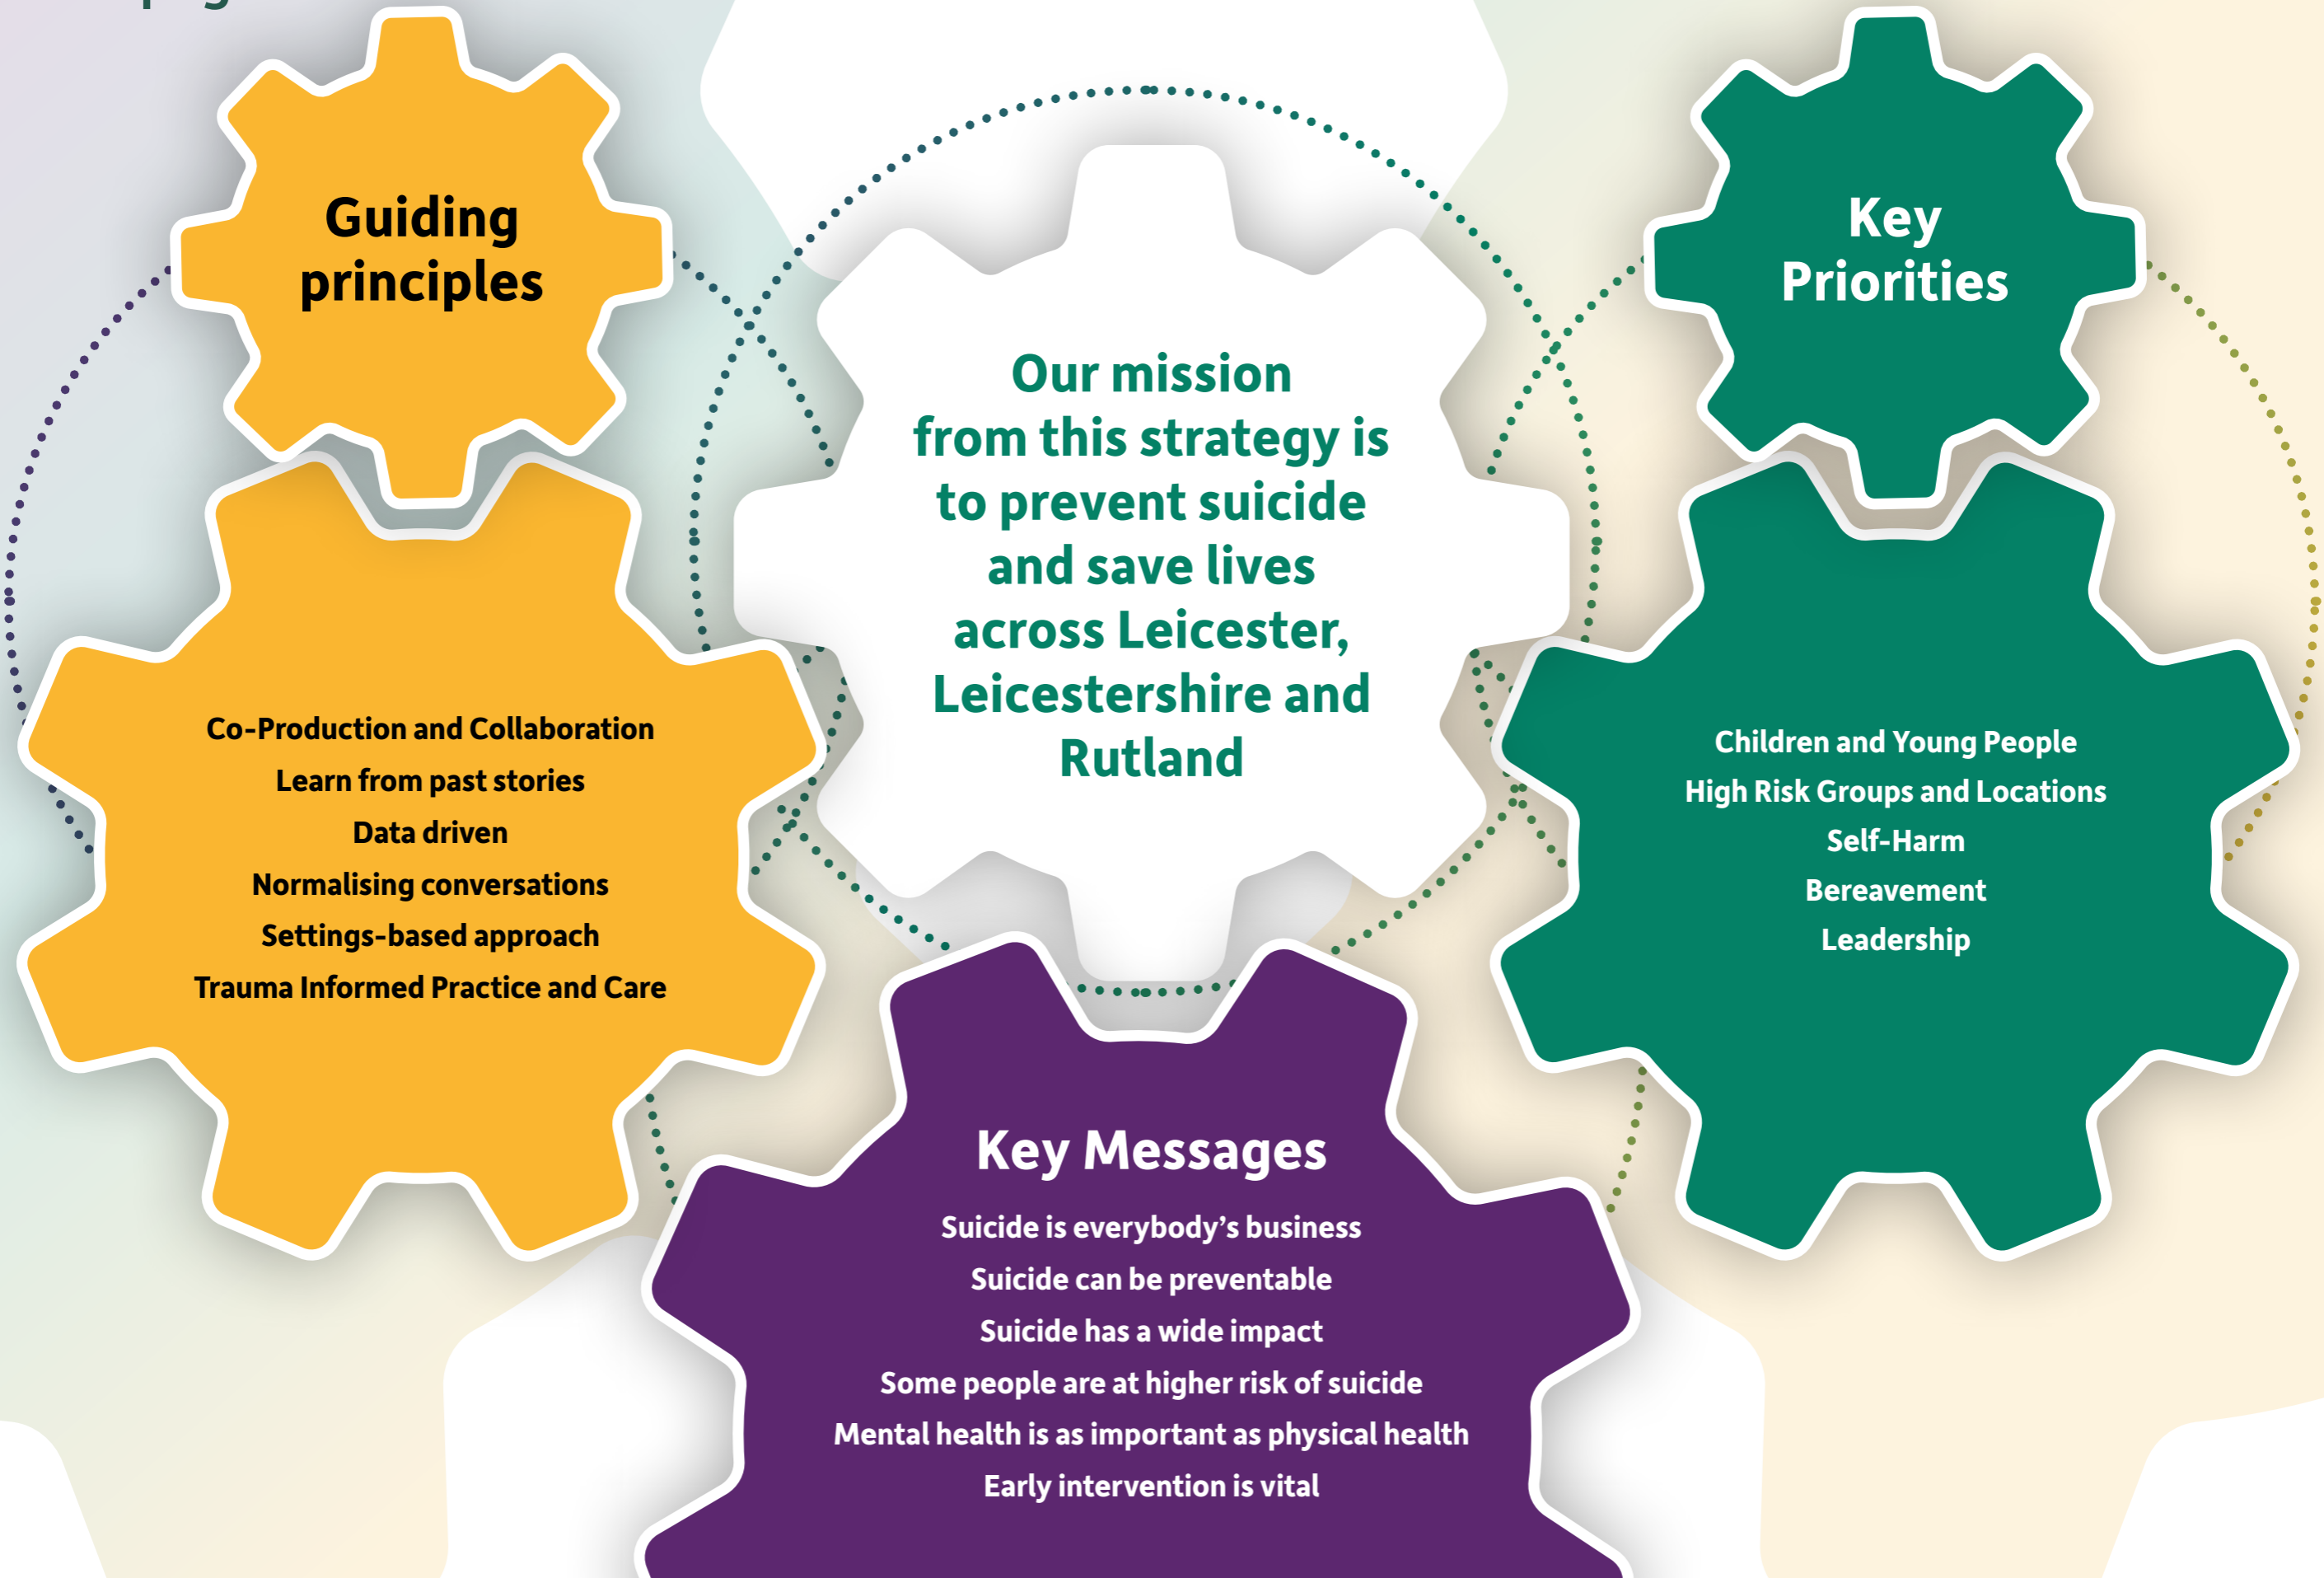 Guiding
principles
Co-Production and Collaboration
Learn from past stories
Data driven
Normalising conversations
Settings-based approach
Trauma Informed Practice and Care
Our mission
from this strategy is
to prevent suicide
and save lives
across Leicester,
Leicestershire and
Rutland
Key
Priorities
Children and Young People
High Risk Groups and Locations
Self-Harm
Bereavement
Leadership
Key Messages
Suicide is everybody’s business
Suicide can be preventable
Suicide has a wide impact
Some people are at higher risk of suicide
Mental health is as important as physical health
Early intervention is vital